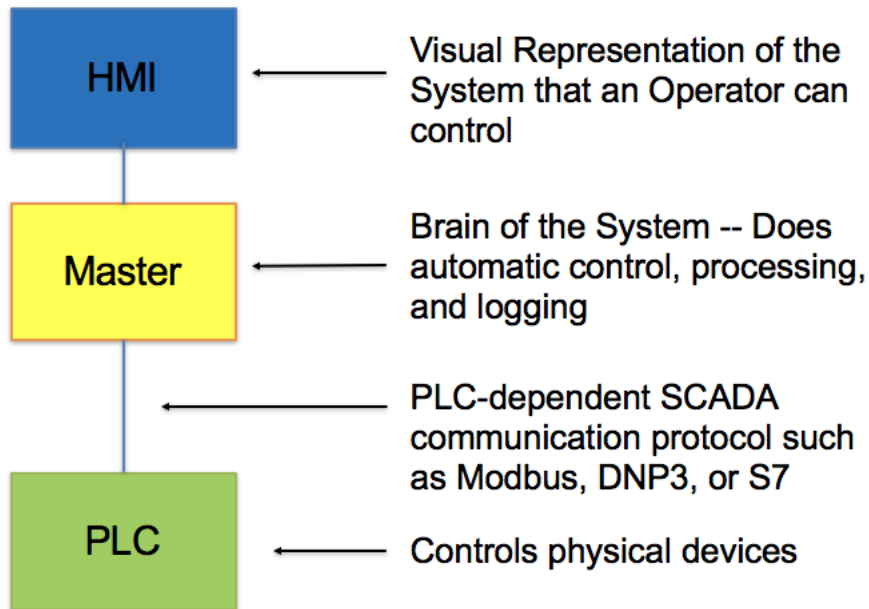 HMI
Visual Representation of the
System that an Operator can
control
Master
Brain of the System -- Does
automatic control, processing,
and logging
PLC-dependent SCADA
communication protocol such
as Modbus, DNP3, or S7
PLC
Controls physical devices